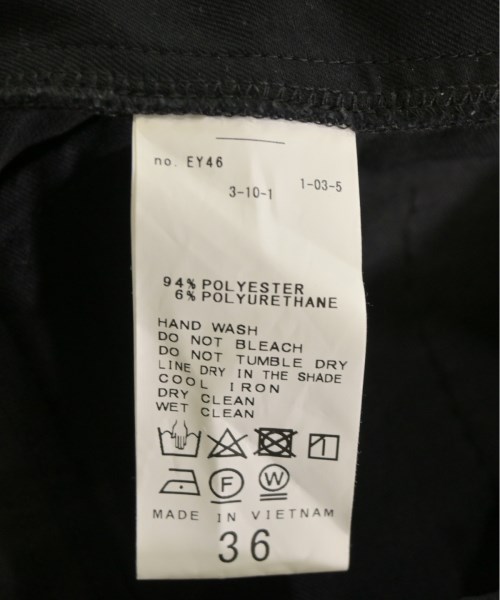 no. EY46
3-10-1 1-03-5
94% POLYESTER
6% POLYURETHANE
HAND WASH
DO NOT BLEACH
DO NOT TUMBLE DRY
LINE DRY IN THE SHADE
COOL IRON
DRY CLEAN
WET CLEAN
F W
MADE IN VIETNAM
36